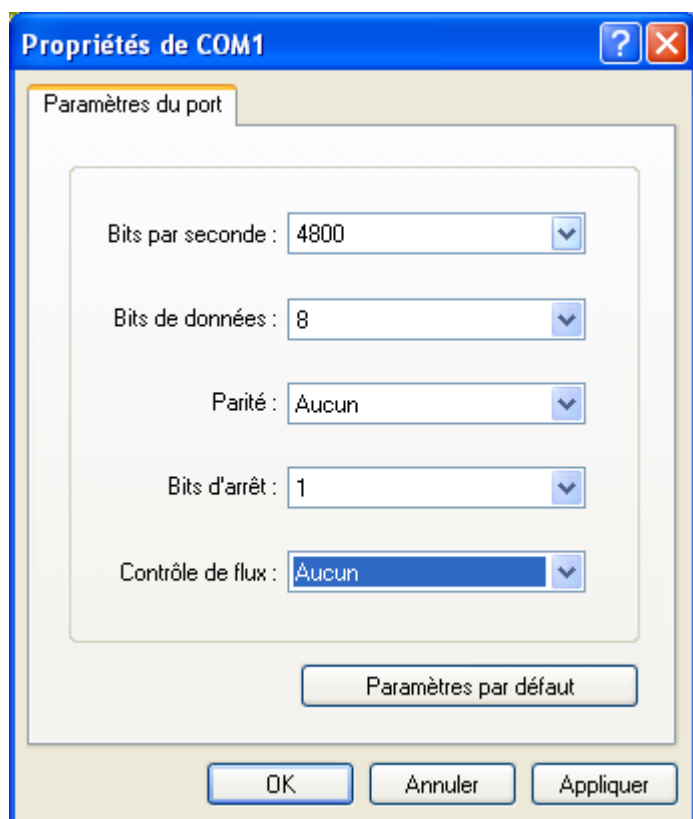 Propriétés de COM1
Paramètres du port
Bits par seconde : 4800
Bits de données : 8
Parité : Aucun
Bits d'arrêt : 1
Contrôle de flux : Aucun
Paramètres par défaut
OK Annuler Appliquer